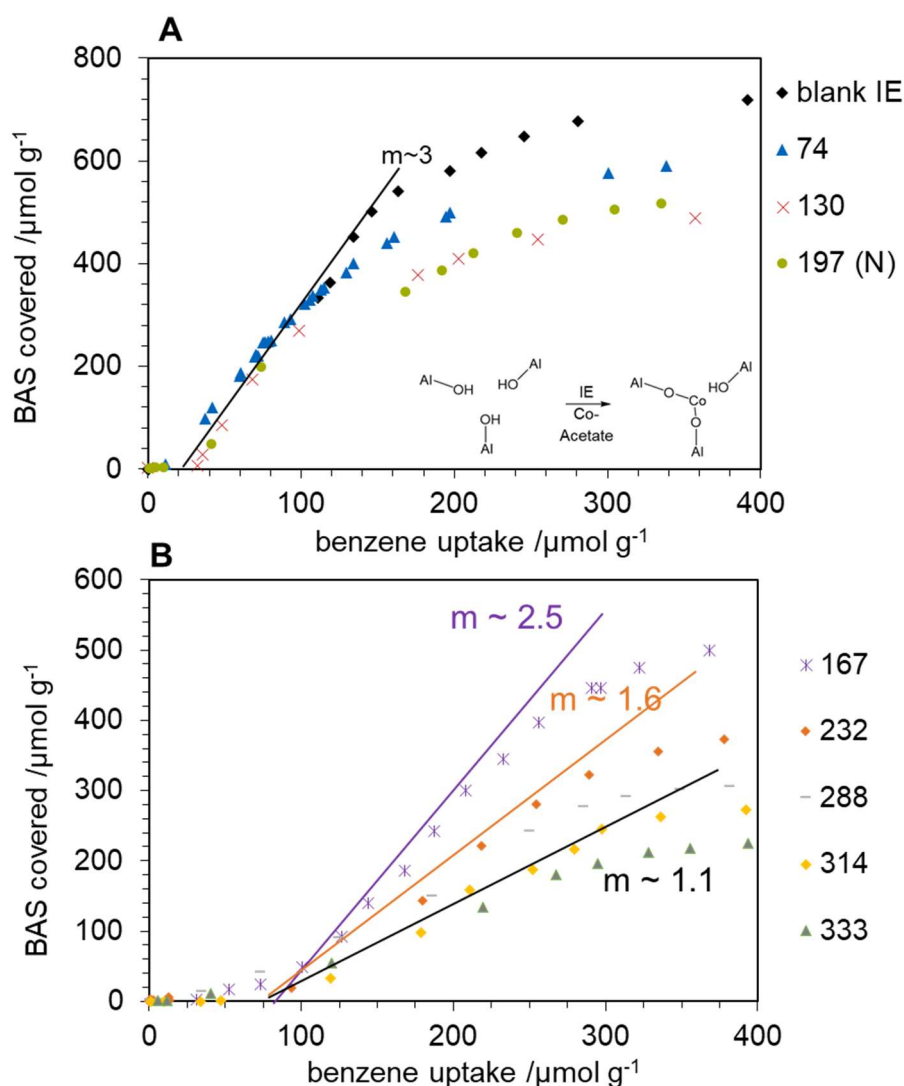 A
800
600
400
200
0
BAS covered /µmol g-1
m~3
Al
OH
HO
Al
OH
Al
IE
Co-
Acetate
Al
O
Co
HO
Al
O
Al
0 100 200 300 400
benzene uptake /µmol g-1
blank IE
74
130
197 (N)
B
600
500
400
300
200
100
0
BAS covered /µmol g-1
m ~ 2.5
m ~ 1.6
m ~ 1.1
0 100 200 300 400
benzene uptake /µmol g-1
167
232
288
314
333